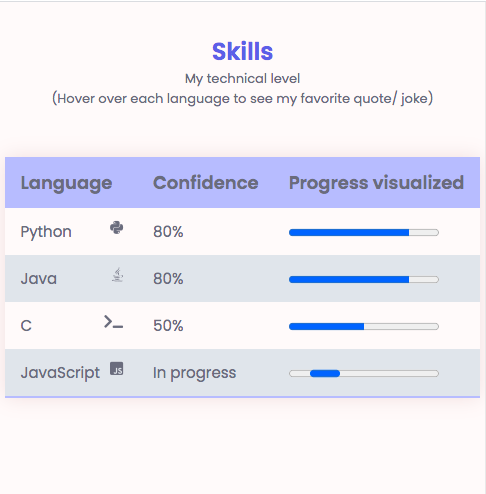 Skills
My technical level
(Hover over each language to see my favorite quote/ joke)
Language Confidence Progress visualized
Python 80%
Java 80%
C 50%
JavaScript JS In progress